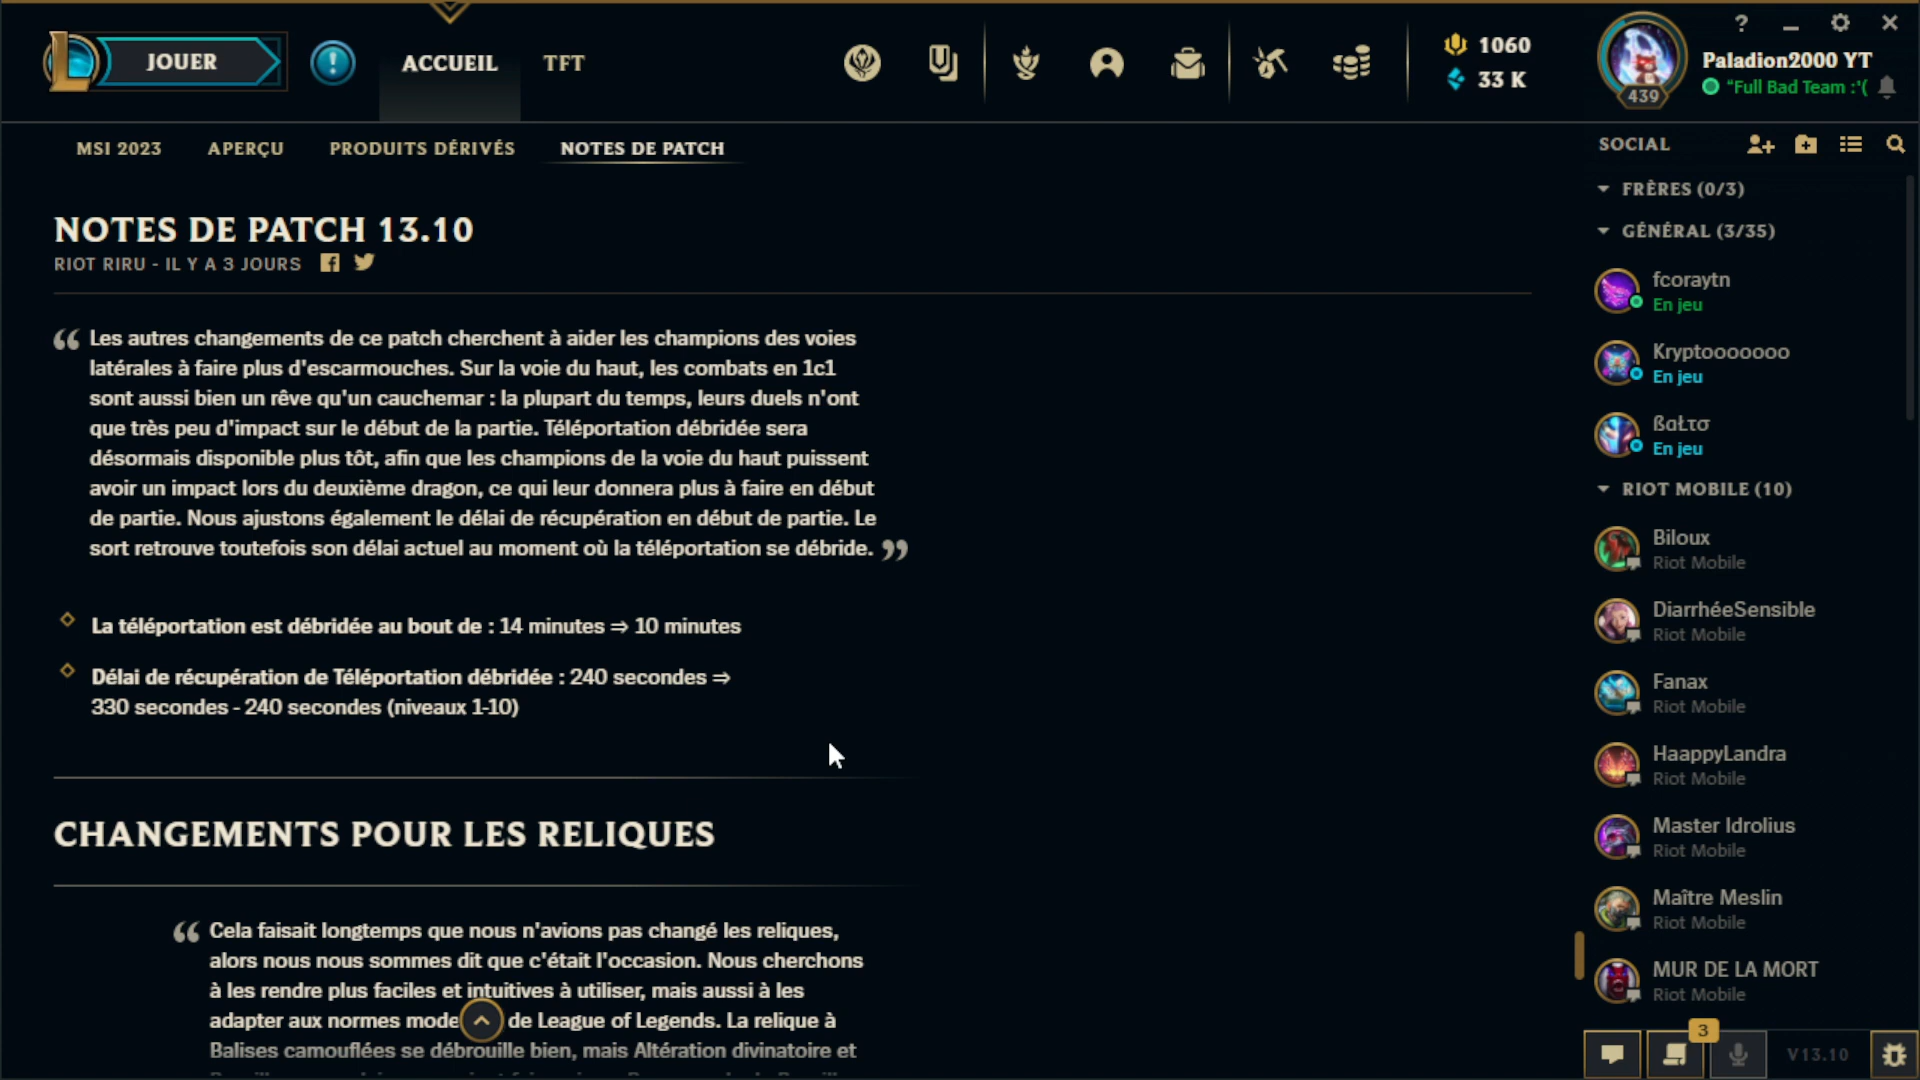 JOUER
ACCUEIL
TFT
1060
33 K
439
Paladion2000 YT
"Full Bad Team :'(
MSI 2023
APERÇU
PRODUITS DÉRIVÉS
NOTES DE PATCH
NOTES DE PATCH 13.10
RIOT RIRU - IL Y A 3 JOURS
Les autres changements de ce patch cherchent à aider les champions des voies
latérales à faire plus d'escarmouches. Sur la voie du haut, les combats en 1c1
sont aussi bien un rêve qu'un cauchemar : la plupart du temps, leurs duels n'ont
que très peu d'impact sur le début de la partie. Téléportation débridée sera
désormais disponible plus tôt, afin que les champions de la voie du haut puissent
avoir un impact lors du deuxième dragon, ce qui leur donnera plus à faire en début
de partie. Nous ajustons également le délai de récupération en début de partie. Le
sort retrouve toutefois son délai actuel au moment où la téléportation se débride.
La téléportation est débridée au bout de : 14 minutes ⇒ 10 minutes
Délai de récupération de Téléportation débridée : 240 secondes ⇒
330 secondes - 240 secondes (niveaux 1-10)
CHANGEMENTS POUR LES RELIQUES
Cela faisait longtemps que nous n'avions pas changé les reliques,
alors nous nous sommes dit que c'était l'occasion. Nous cherchons
à les rendre plus faciles et intuitives à utiliser, mais aussi à les
adapter aux normes mode de League of Legends. La relique à
Balises camouflées se débrouille bien, mais Altération divinatoire et
SOCIAL
FRÈRES (0/3)
GÉNÉRAL (3/35)
fcoraytn
En jeu
Kryptooooooo
En jeu
ßαŁτσ
En jeu
RIOT MOBILE (10)
Biloux
Riot Mobile
DiarrhéeSensible
Riot Mobile
Fanax
Riot Mobile
HaappyLandra
Riot Mobile
Master Idrolius
Riot Mobile
Maître Meslin
Riot Mobile
MUR DE LA MORT
Riot Mobile
3
V13.10